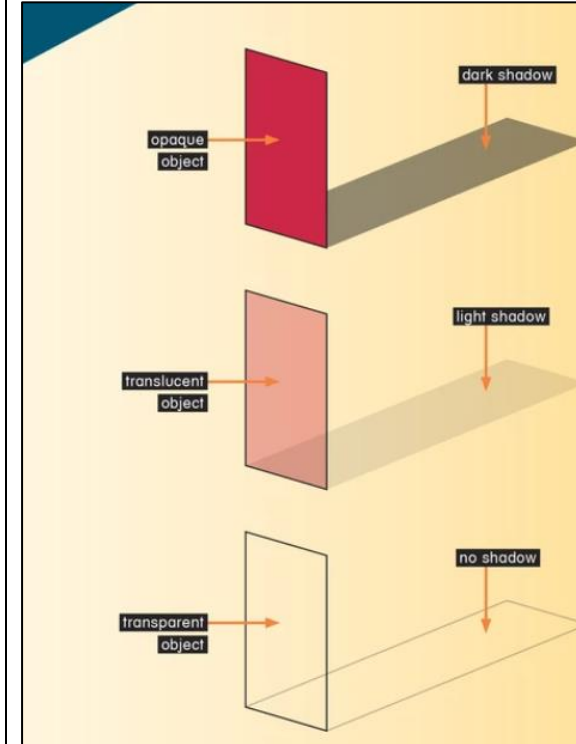 dark shadow
opaque
object
light shadow
translucent
object
no shadow
transparent
object